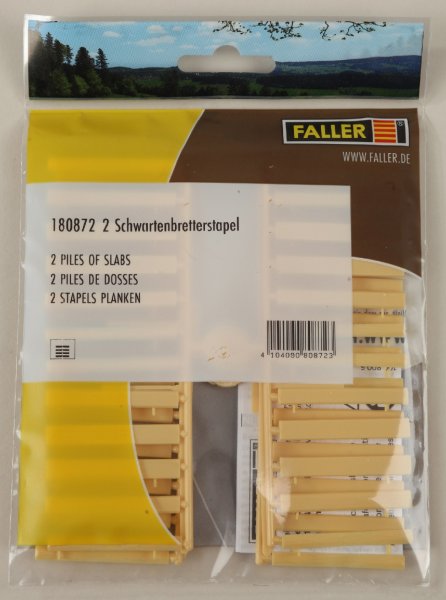 FALLER
WWW.FALLER.DE
180872 2 Schwartenbretterstapel
2 PILES OF SLABS
2 PILES DE DOSSES
2 STAPELS PLANKEN
4 104000 808723